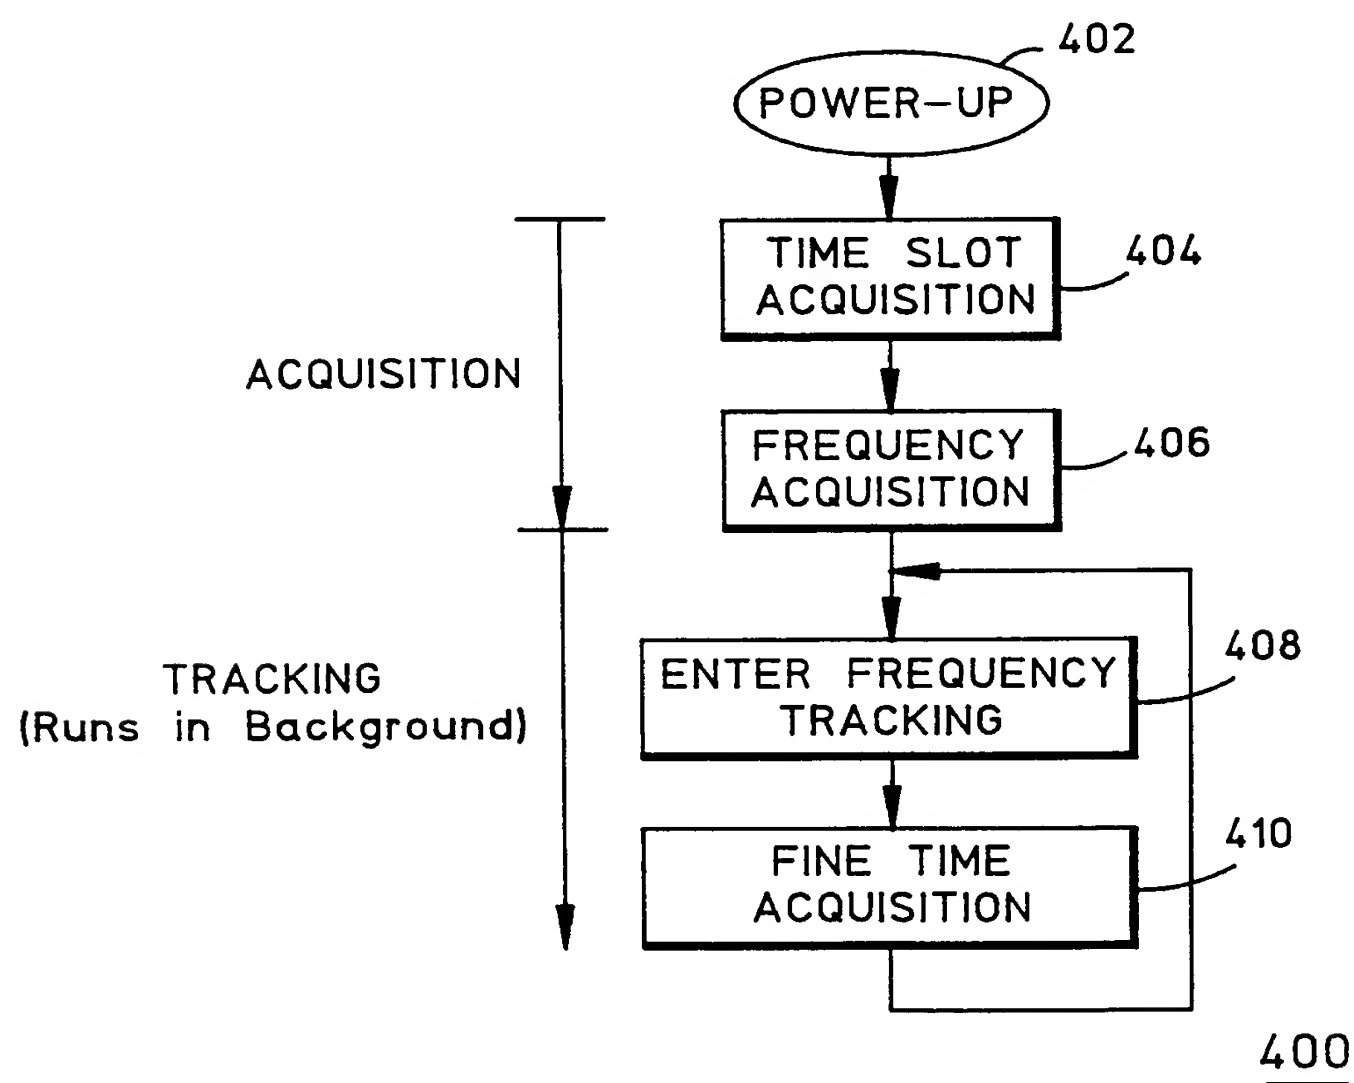 402
POWER-UP
TIME SLOT
ACQUISITION
404
ACQUISITION
FREQUENCY
ACQUISITION
406
TRACKING
(Runs in Background)
ENTER FREQUENCY
TRACKING
408
FINE TIME
ACQUISITION
410
400